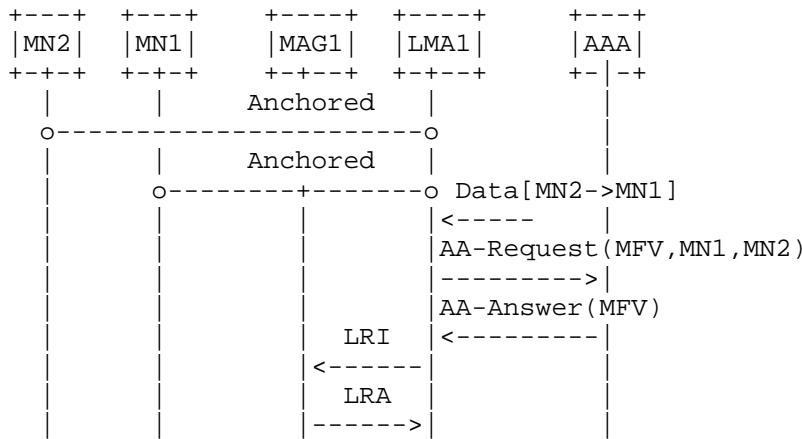 +---+  +---+     +----+  +----+     +---+
|MN2|  |MN1|     |MAG1|  |LMA1|     |AAA|
+-+-+  +-+-+     +-+--+  +-+--+     +-|-+
  |      |     Anchored    |          |
  o------------------------o          |
  |      |     Anchored    |          |
  |      o--------+-------o Data[MN2->MN1]
  |      |        |        |<-----    |
  |      |        |        |AA-Request(MFV,MN1,MN2)
  |      |        |        |--------->|
  |      |        |        |AA-Answer(MFV)
  |      |        |  LRI   |<---------|
  |      |        |<------|          |
  |      |        |  LRA   |          |
  |      |        |------>|          |